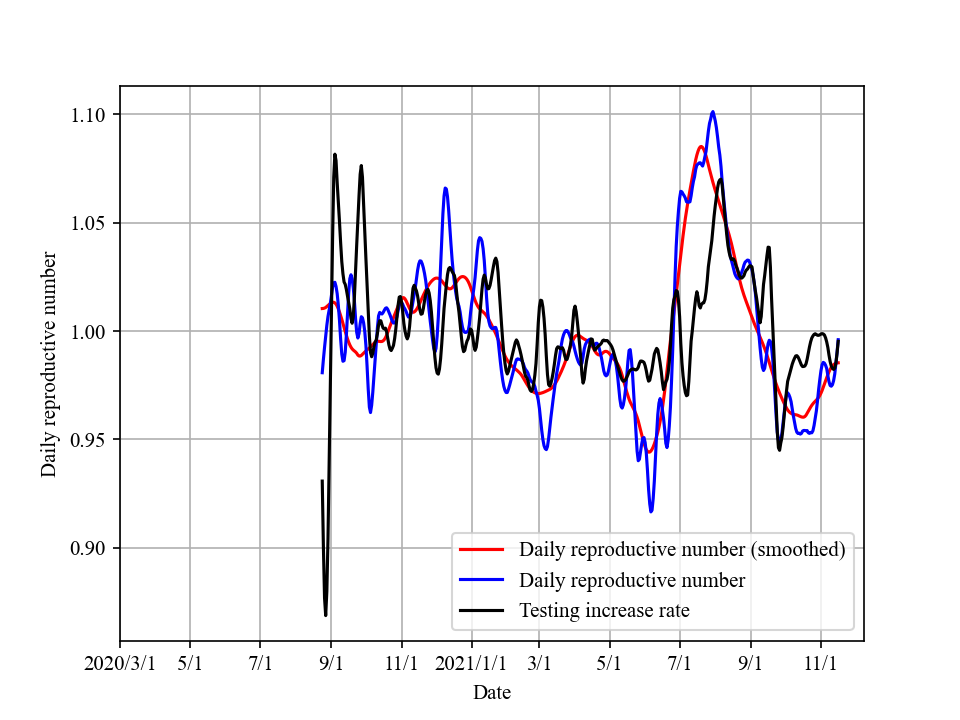 1.10
1.05
1.00
0.95
0.90
Daily reproductive number
Daily reproductive number (smoothed)
Daily reproductive number
Testing increase rate
2020/3/1 5/1 7/1 9/1 11/1 2021/1/1 3/1 5/1 7/1 9/1 11/1
Date